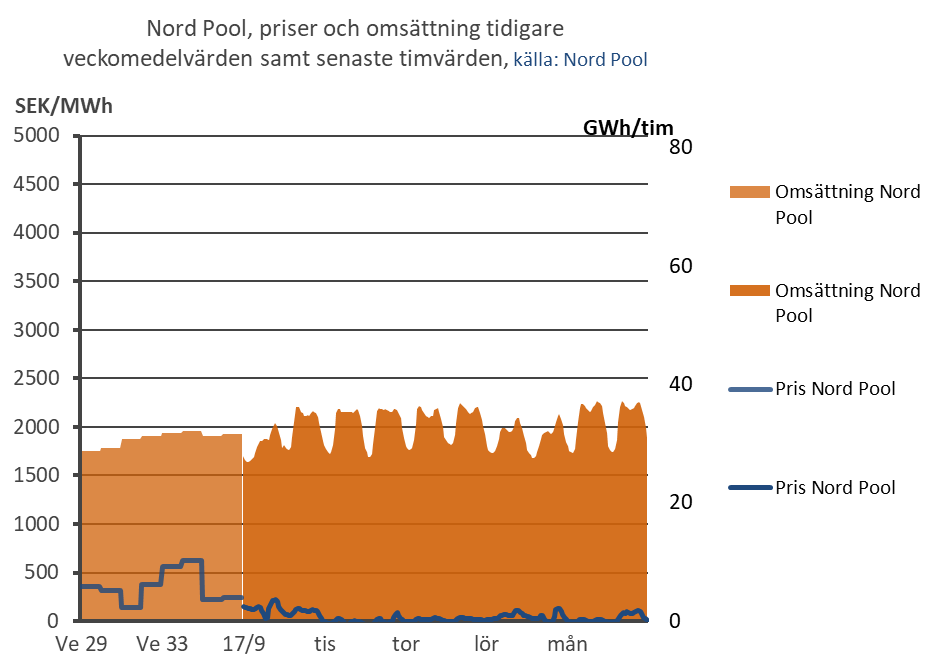 Nord Pool, priser och omsättning tidigare
veckomedelvärden samt senaste timvärden, källa: Nord Pool
SEK/MWh
GWh/tim
5000
4500
4000
3500
3000
2500
2000
1500
1000
500
0
80
60
40
20
0
Ve 29
Ve 33
17/9
tis
tor
lör
mån
Omsättning Nord
Pool
Omsättning Nord
Pool
Pris Nord Pool
Pris Nord Pool